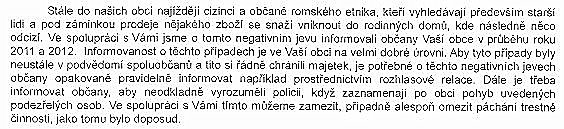 Stále do našich obcí najíždějí cizinci a občané romského etnika, kteří vyhledávají především starší
lidi a pod záminkou prodeje nějakého zboží se snaží vniknout do rodinných domů, kde následně něco
odcizí. Ve spolupráci s Vámi jsme o tomto negativním jevu informovali občany Vaší obce v průběhu roku
2011 a 2012. Informovanost o těchto případech je ve Vaší obci na velmi dobré úrovni. Aby tyto případy byly
neustále v podvědomí spoluobčanů a tito si řádně chránili majetek, je potřebné o těchto negativních jevech
občany opakovaně pravidelně informovat například prostřednictvím rozhlasové relace. Dále je třeba
informovat občany, aby neodkladně vyrozuměli policii, když zaznamenají po obci pohyb uvedených
podezřelých osob. Ve spolupráci s Vámi tímto můžeme zamezit, případně alespoň omezit páchání trestné
činnosti, jako tomu bylo doposud.